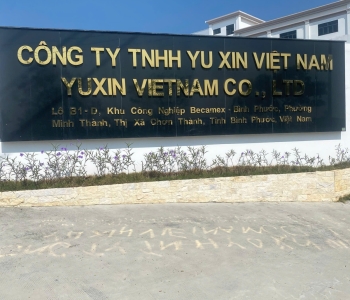 CÔNG TY TNHH YU XIN VIỆT NAM
YUXIN VIETNAM CO., LTD
Lô B1-D, Khu Công Nghiệp Becamex - Bình Phước, Phường
Minh Thành, Thị Xã Chơn Thành, Tỉnh Bình Phước, Việt Nam